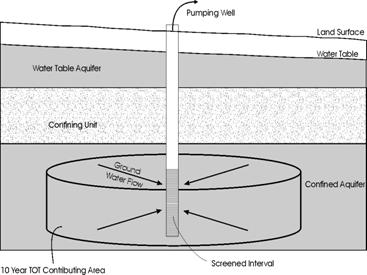 Pumping Well
Land Surface
Water Table
Water Table Aquifer
Confining Unit
Ground
Water Flow
Confined Aquifer
Screened Interval
10 Year TOT Contributing Area